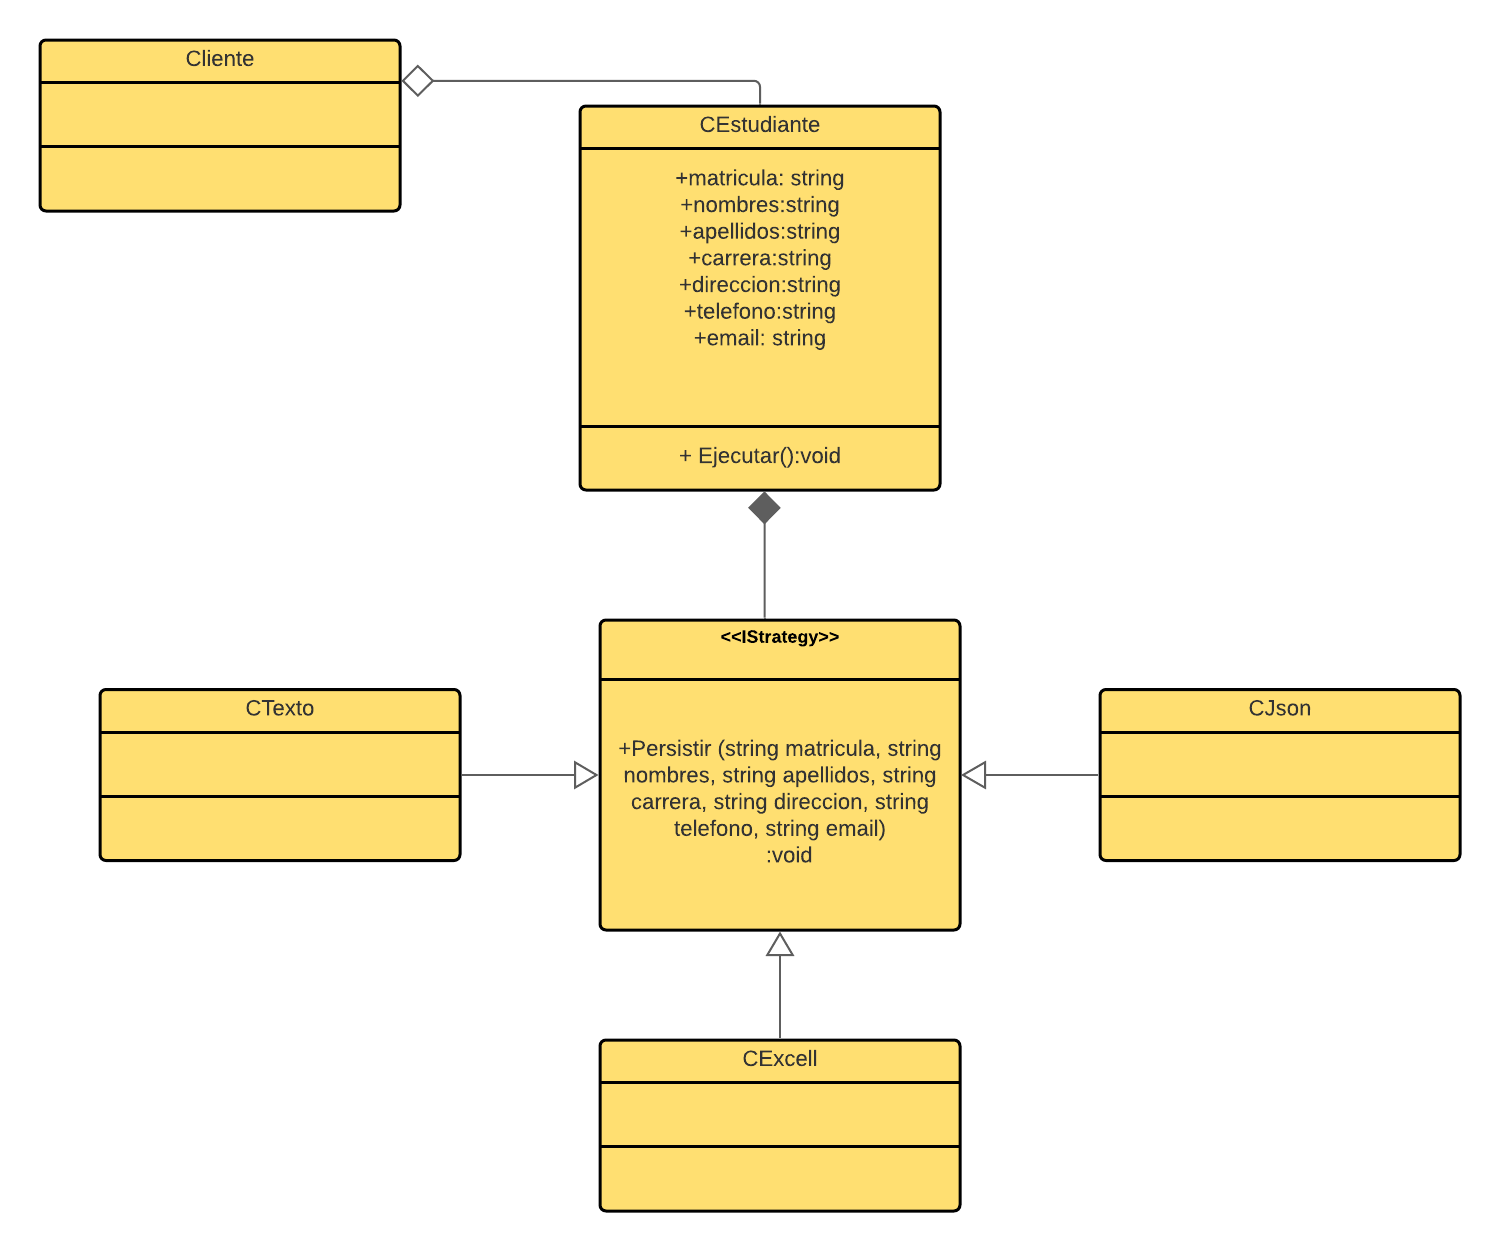 Cliente
CEstudiante
+matricula: string
+nombres:string
+apellidos:string
+carrera:string
+direccion:string
+telefono:string
+email: string
+ Ejecutar():void
<<IStrategy>>
+Persistir (string matricula, string
nombres, string apellidos, string
carrera, string direccion, string
telefono, string email)
:void
CTexto
CJson
CExcell